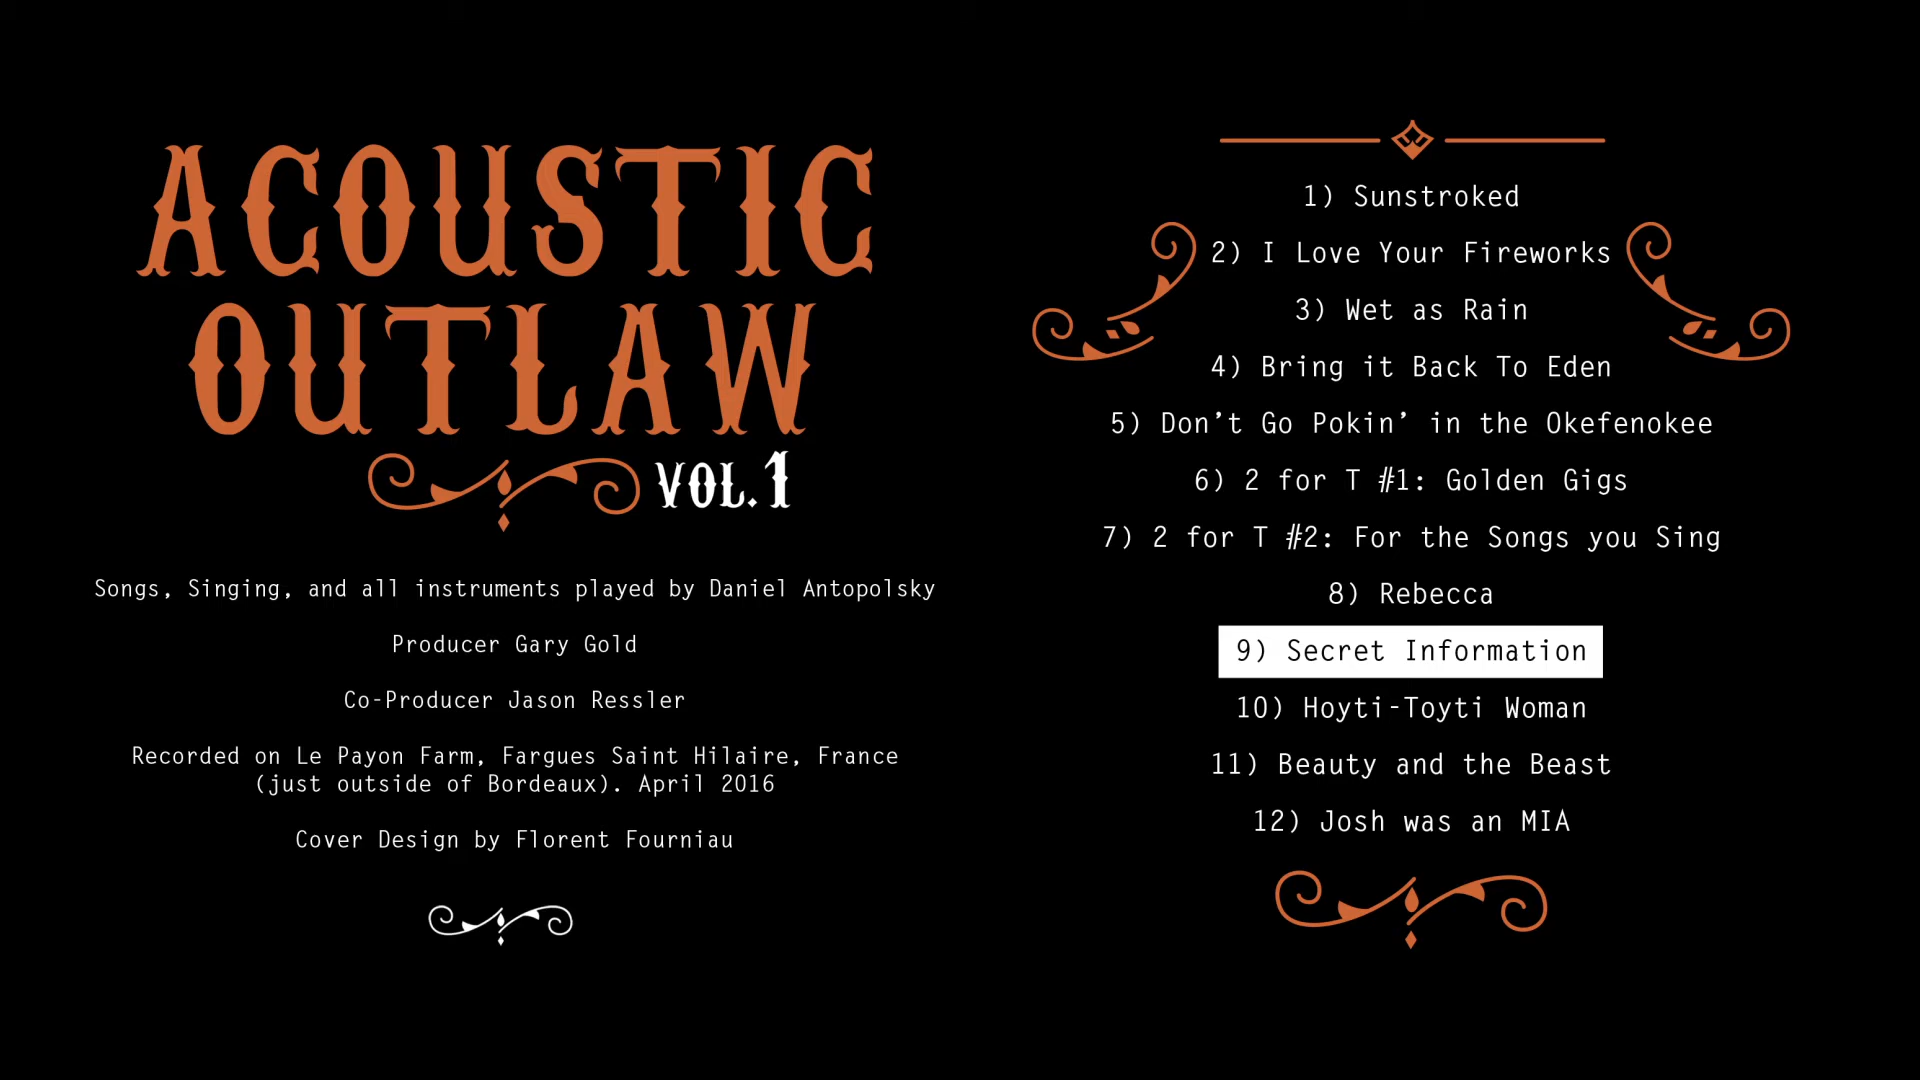 ACOUSTIC
OUTLAW
VOL.1
Songs, Singing, and all instruments played by Daniel Antopolsky
Producer Gary Gold
Co-Producer Jason Ressler
Recorded on Le Payon Farm, Fargues Saint Hilaire, France
(just outside of Bordeaux). April 2016
Cover Design by Florent Fourniau
1) Sunstroked
2) I Love Your Fireworks
3) Wet as Rain
4) Bring it Back To Eden
5) Don’t Go Pokin’ in the Okefenokee
6) 2 for T #1: Golden Gigs
7) 2 for T #2: For the Songs you Sing
8) Rebecca
9) Secret Information
10) Hoyti-Toyti Woman
11) Beauty and the Beast
12) Josh was an MIA